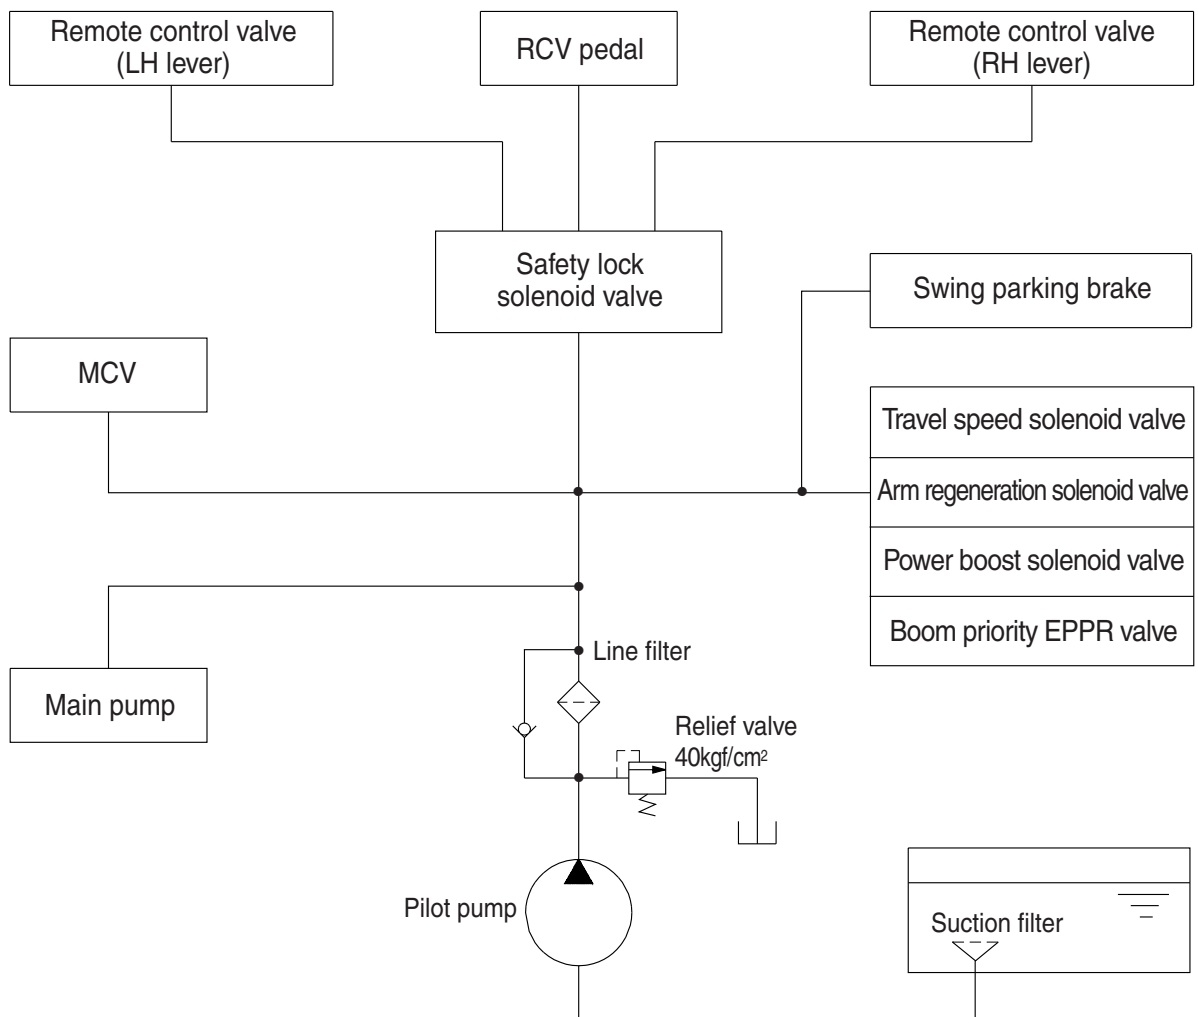 Remote control valve
(LH lever)
RCV pedal
Remote control valve
(RH lever)
Safety lock
solenoid valve
Swing parking brake
MCV
Travel speed solenoid valve
Arm regeneration solenoid valve
Power boost solenoid valve
Boom priority EPPR valve
Line filter
Main pump
Relief valve
40kgf/cm²
Pilot pump
Suction filter